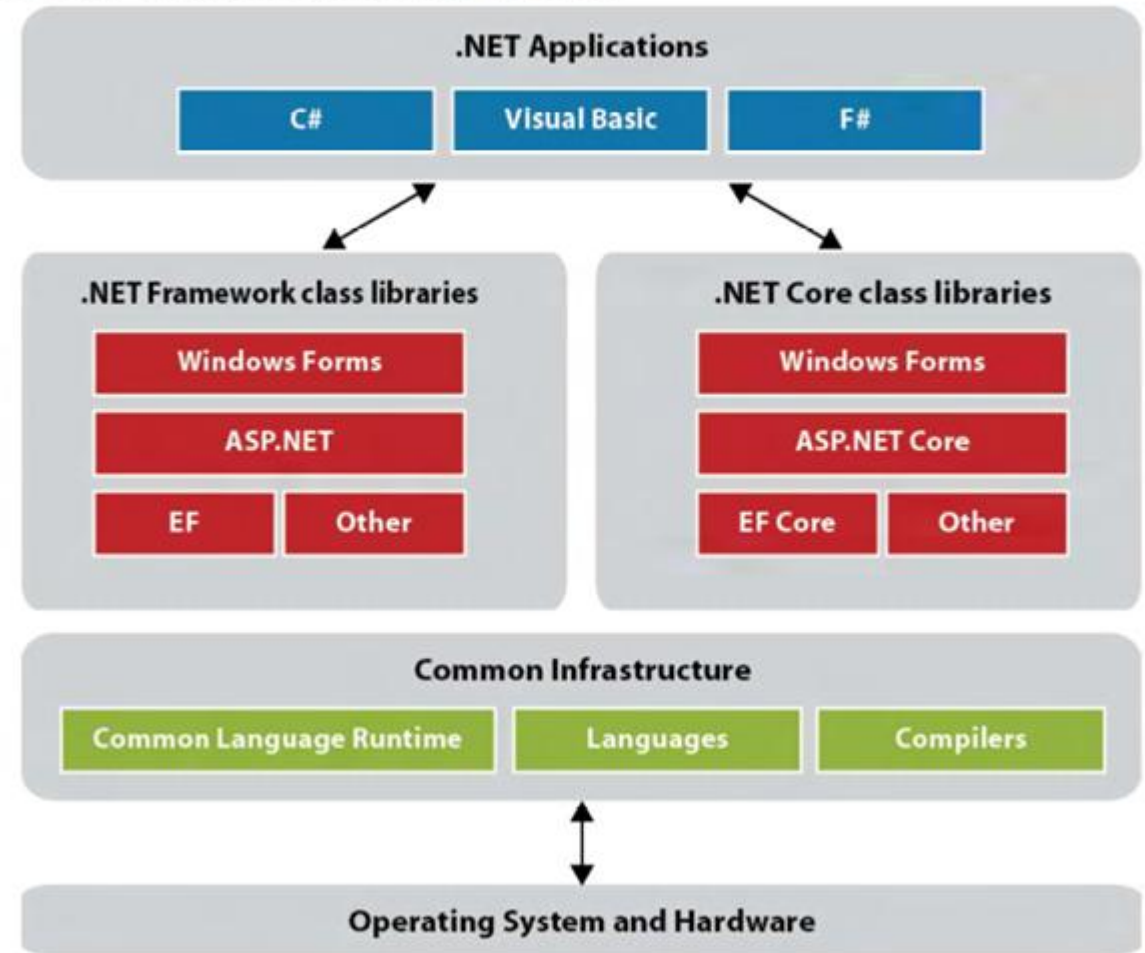 .NET Applications
C#
Visual Basic
F#
.NET Framework class libraries
Windows Forms
ASP.NET
EF
Other
.NET Core class libraries
Windows Forms
ASP.NET Core
EF Core
Other
Common Infrastructure
Common Language Runtime
Languages
Compilers
Operating System and Hardware